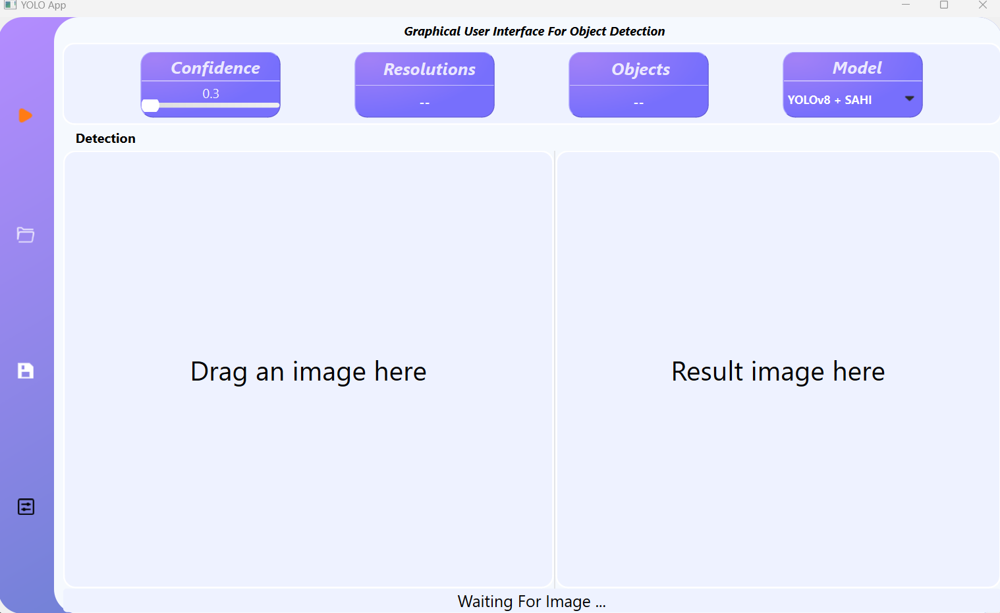 YOLO App
Graphical User Interface For Object Detection
Confidence
0.3
Resolutions
--
Objects
--
Model
YOLOv8 + SAHI
Detection
Drag an image here
Result image here
Waiting For Image ...